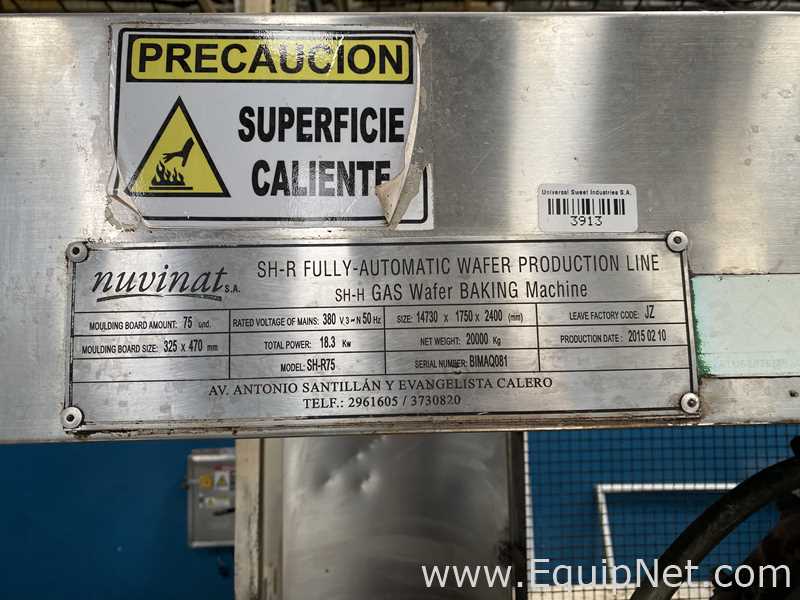 PRECAUCION
SUPERFICIE
CALIENTE
Universal Sweet Industries S.A.
3913
nuvinat S.A.
SH-R FULLY-AUTOMATIC WAFER PRODUCTION LINE
SH-H GAS Wafer BAKING Machine
MOULDING BOARD AMOUNT: 75 und. RATED VOLTAGE OF MAINS: 380 V,3~N 50 Hz SIZE: 14730 x 1750 x 2400 (mm) LEAVE FACTORY CODE: JZ
MOULDING BOARD SIZE: 325 x 470 mm TOTAL POWER: 18.3 Kw NET WEIGHT: 20000 Kg PRODUCTION DATE: 2015 02 10
MODEL: SH-R75 SERIAL NUMBER: BIMAQ081
AV. ANTONIO SANTILLÁN Y EVANGELISTA CALERO
TELF.: 2961605 / 3730820
www.EquipNet.com